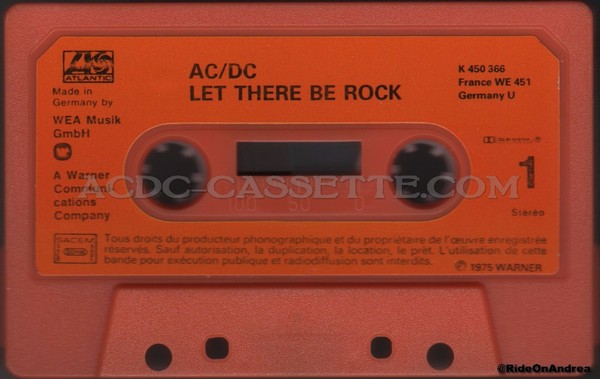 ATLANTIC
AC/DC
LET THERE BE ROCK
K 450 366
France WE 451
Germany U
Made in
Germany by
WEA Musik
GmbH
A Warner
Communi-
cations
Company
1
Stéréo
ACDC-CASSETTE.COM
100 50 0
SACEM
Tous droits du producteur phonographique et du propriétaire de l'œuvre enregistrée
réservés. Sauf autorisation, la duplication, la location, le prêt, L'utilisation de cette
bande pour exécution publique et radiodiffusion sont interdits. ℗ 1975 WARNER
@RideOnAndrea